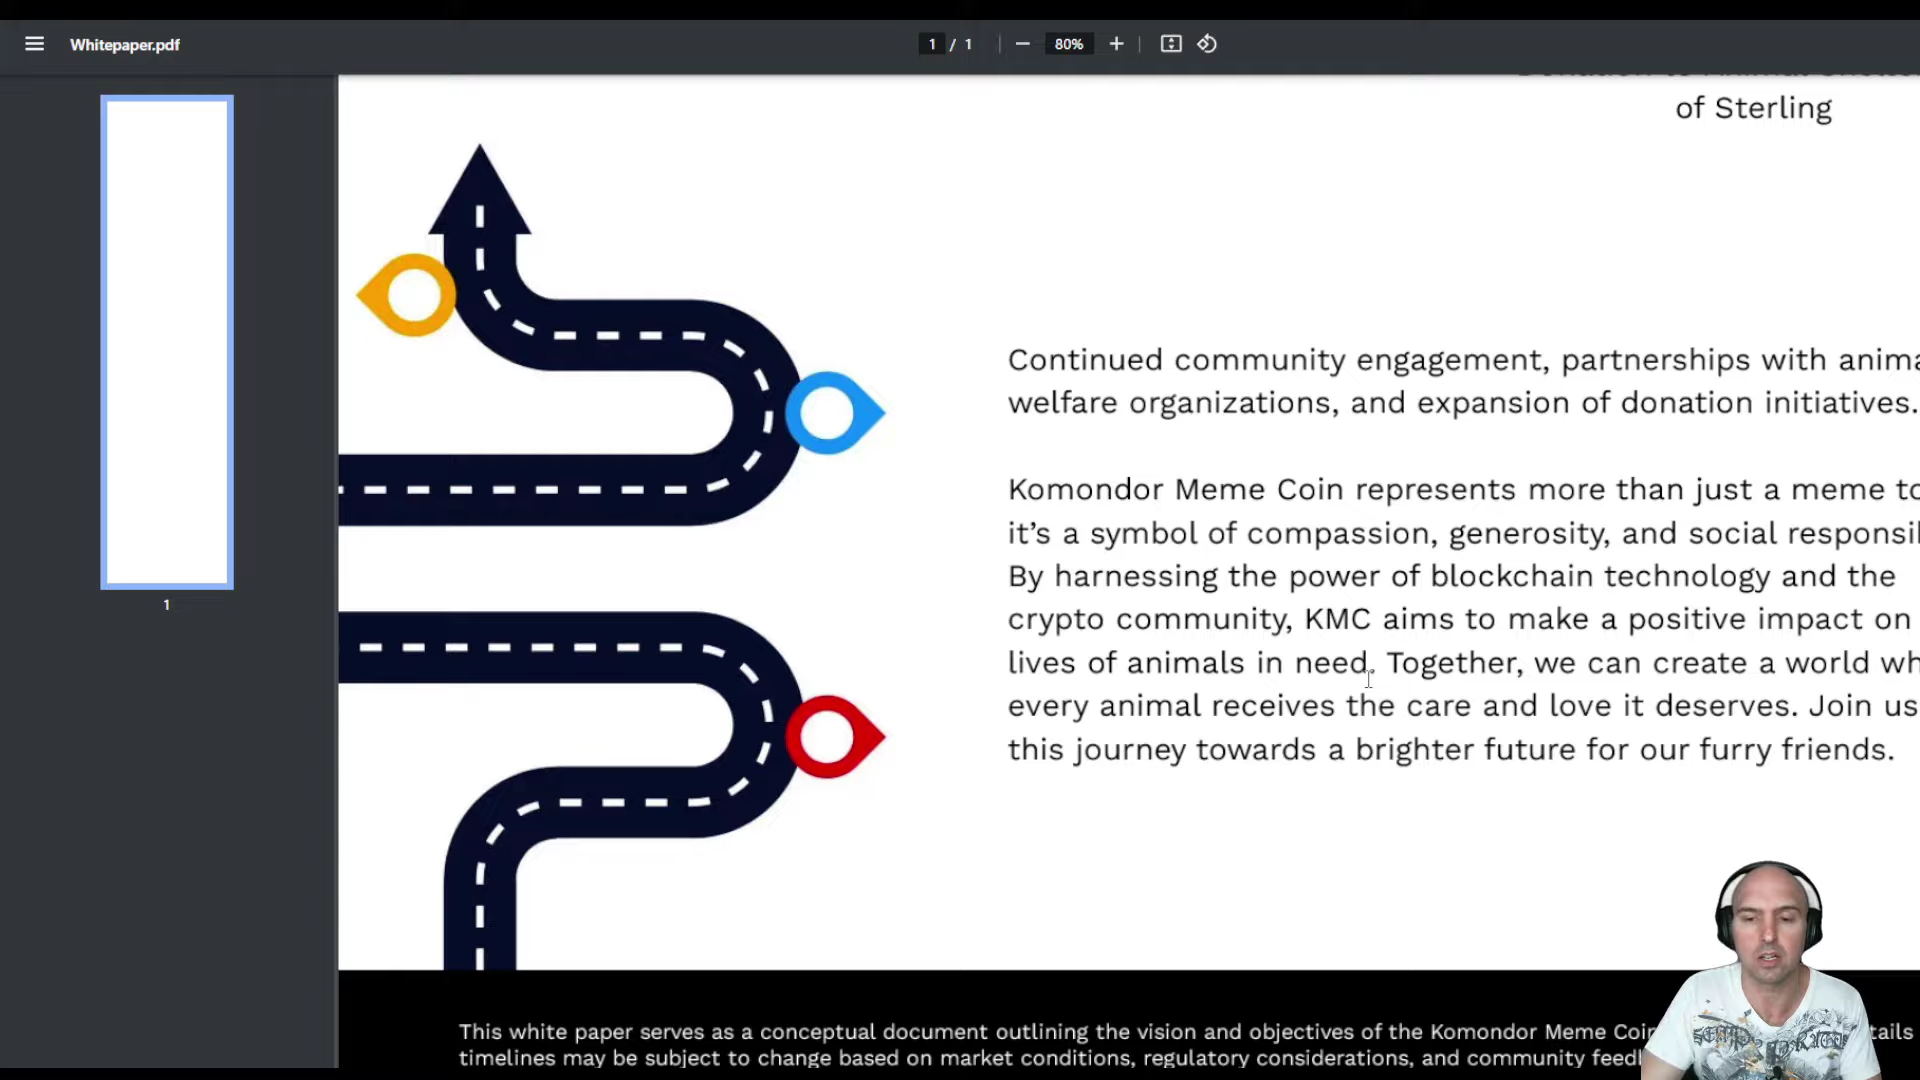 Whitepaper.pdf
1 / 1
80%
of Sterling
Continued community engagement, partnerships with anima
welfare organizations, and expansion of donation initiatives.
Komondor Meme Coin represents more than just a meme to
it's a symbol of compassion, generosity, and social responsi
By harnessing the power of blockchain technology and the
crypto community, KMC aims to make a positive impact on
lives of animals in need. Together, we can create a world wh
every animal receives the care and love it deserves. Join us
this journey towards a brighter future for our furry friends.
1
This white paper serves as a conceptual document outlining the vision and objectives of the Komondor Meme Coin tails
timelines may be subject to change based on market conditions, regulatory considerations, and community feed